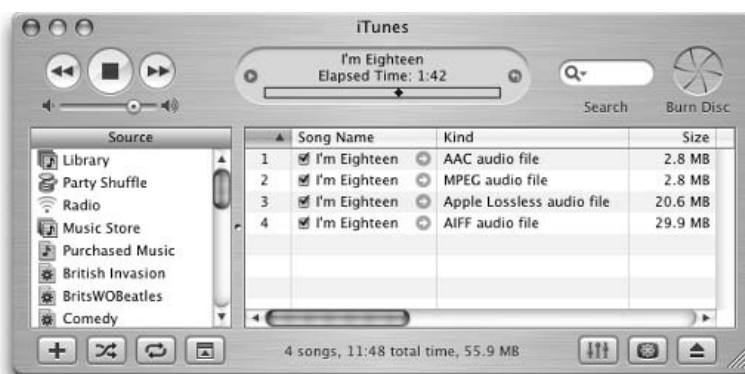 iTunes
I'm Eighteen
Elapsed Time: 1:42
Search
Burn Disc
Source
Library
Party Shuffle
Radio
Music Store
Purchased Music
British Invasion
BritsWOBeatles
Comedy
Song Name Kind Size
1 I'm Eighteen AAC audio file 2.8 MB
2 I'm Eighteen MPEG audio file 2.8 MB
3 I'm Eighteen Apple Lossless audio file 20.6 MB
4 I'm Eighteen AIFF audio file 29.9 MB
4 songs, 11:48 total time, 55.9 MB